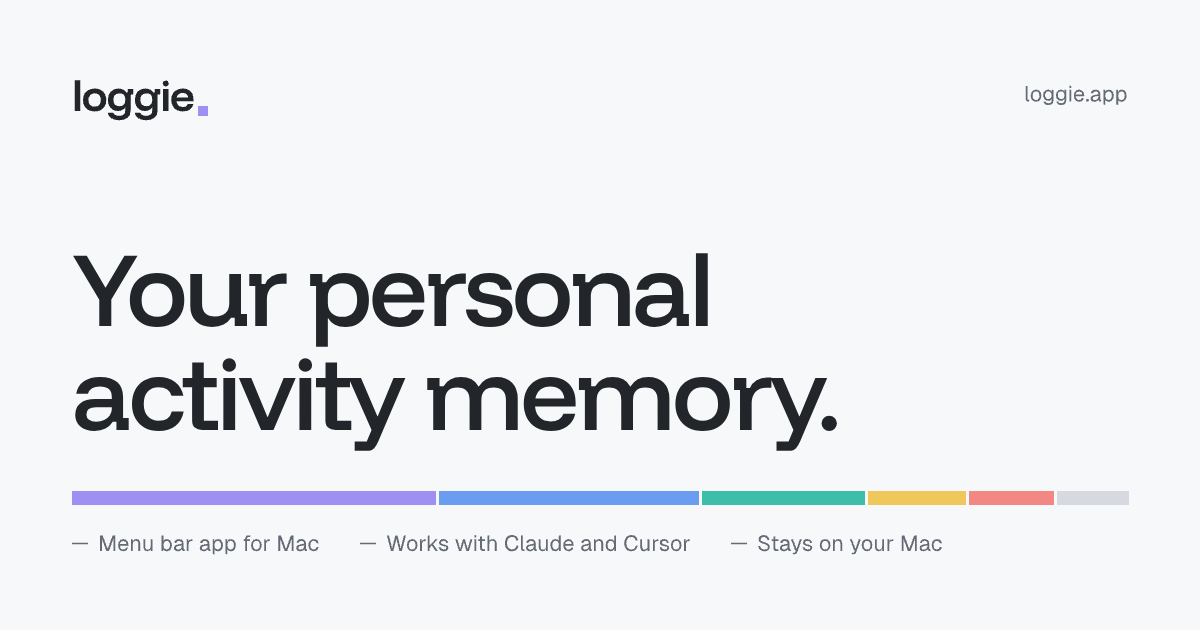 loggie
loggie.app
Your personal
activity memory.
— Menu bar app for Mac — Works with Claude and Cursor — Stays on your Mac